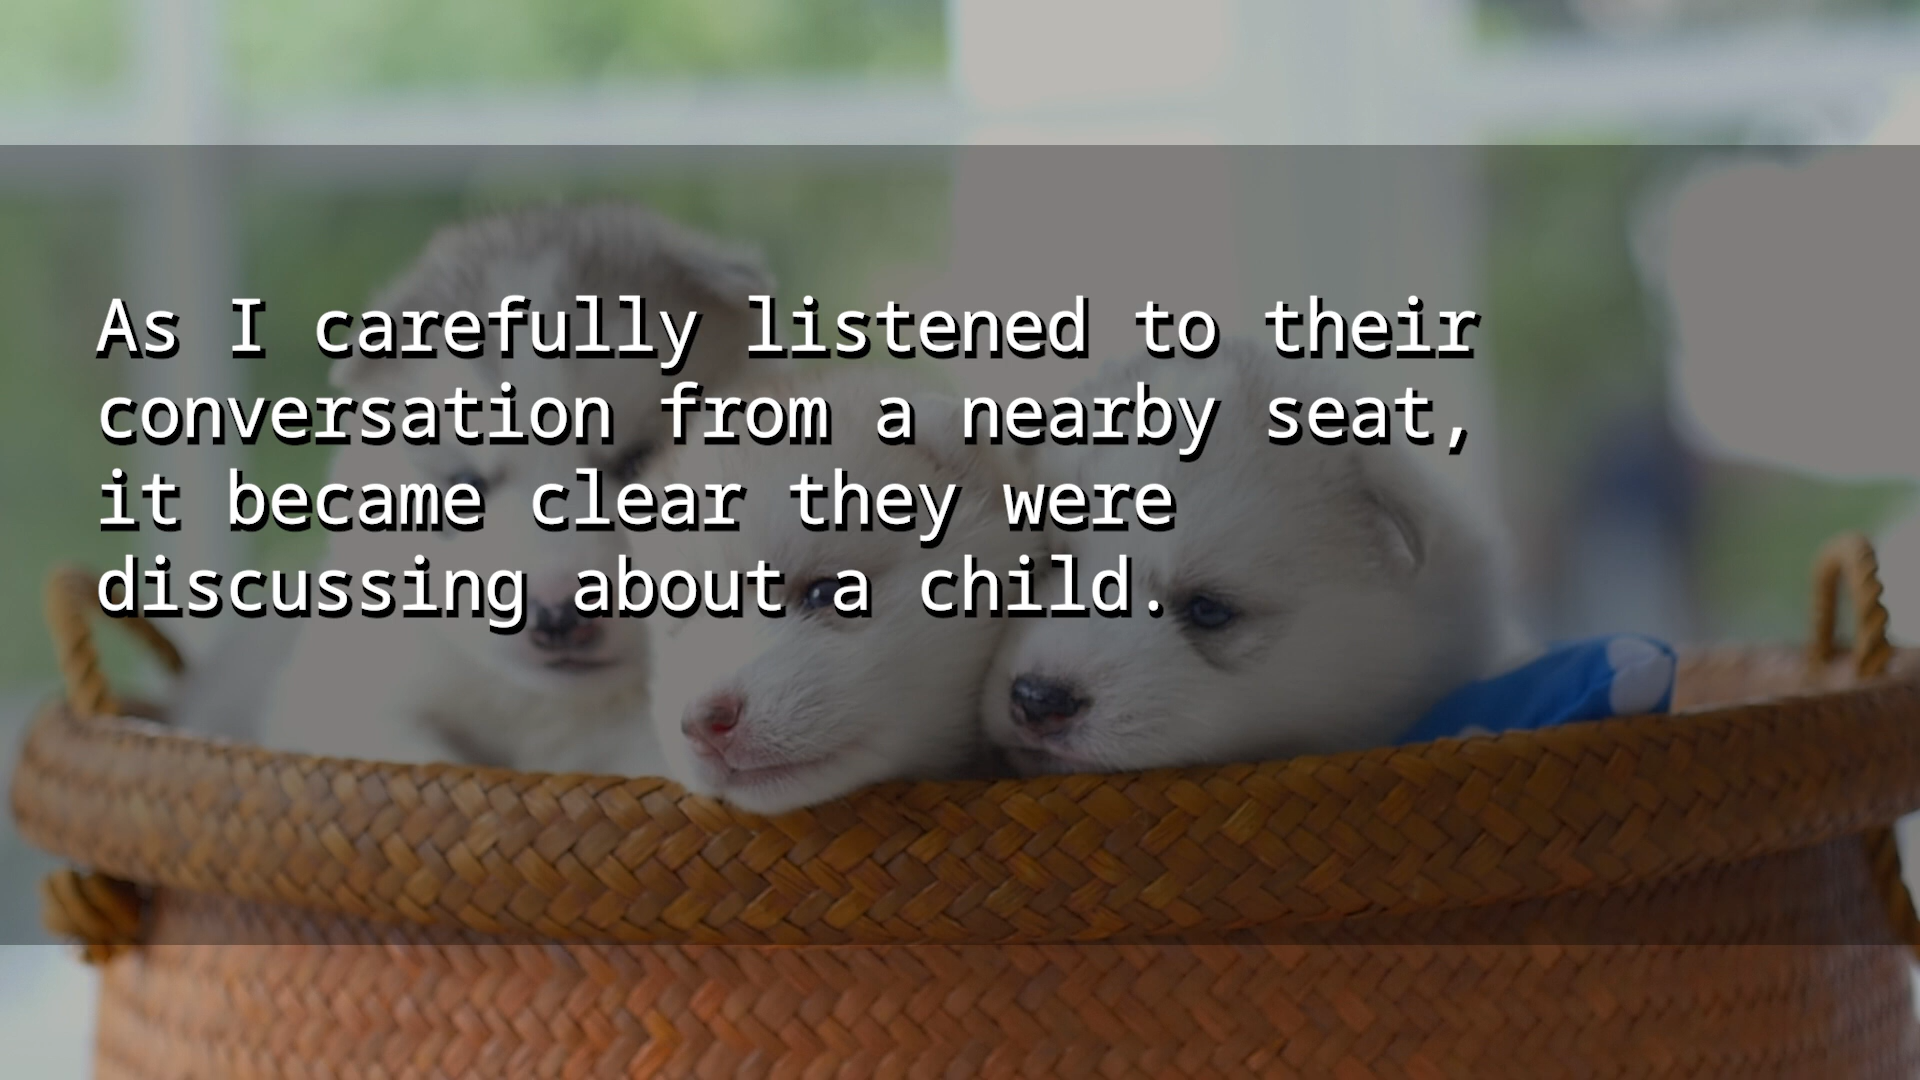 As I carefully listened to their
conversation from a nearby seat,
it became clear they were
discussing about a child.